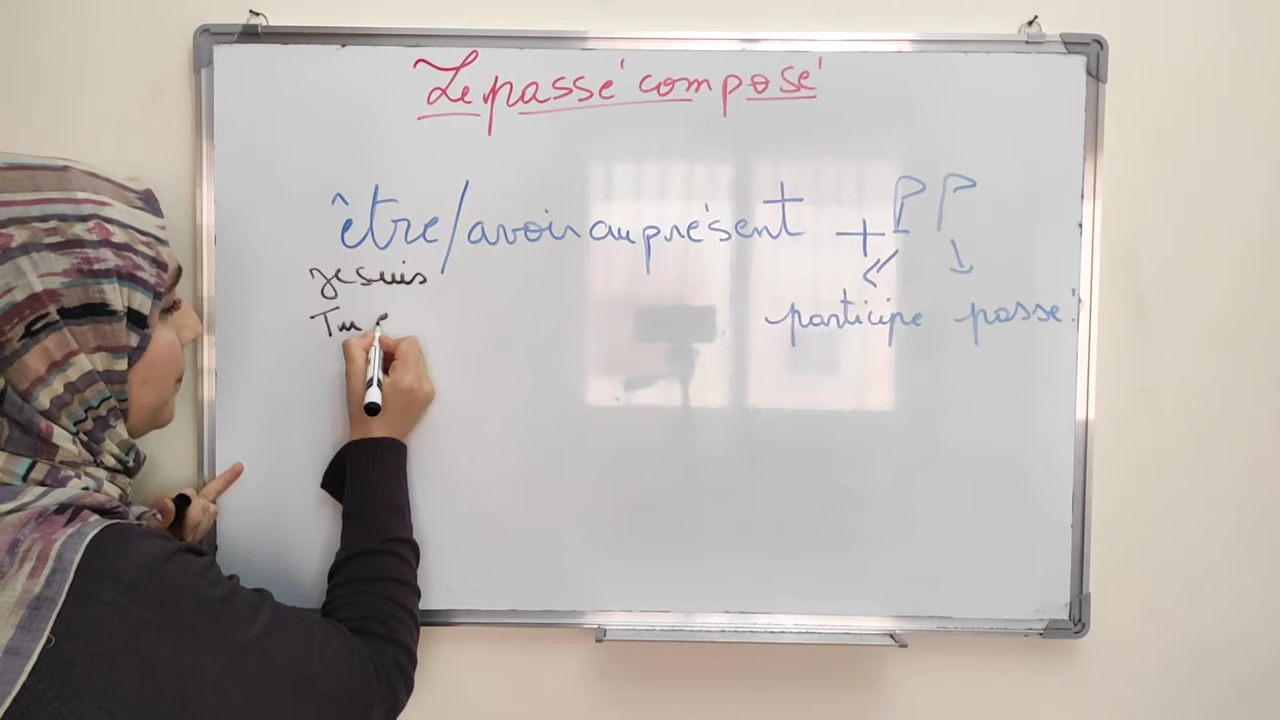 Le passé composé
être/avoir au présent + PP
participe passé
Je suis
Tu e